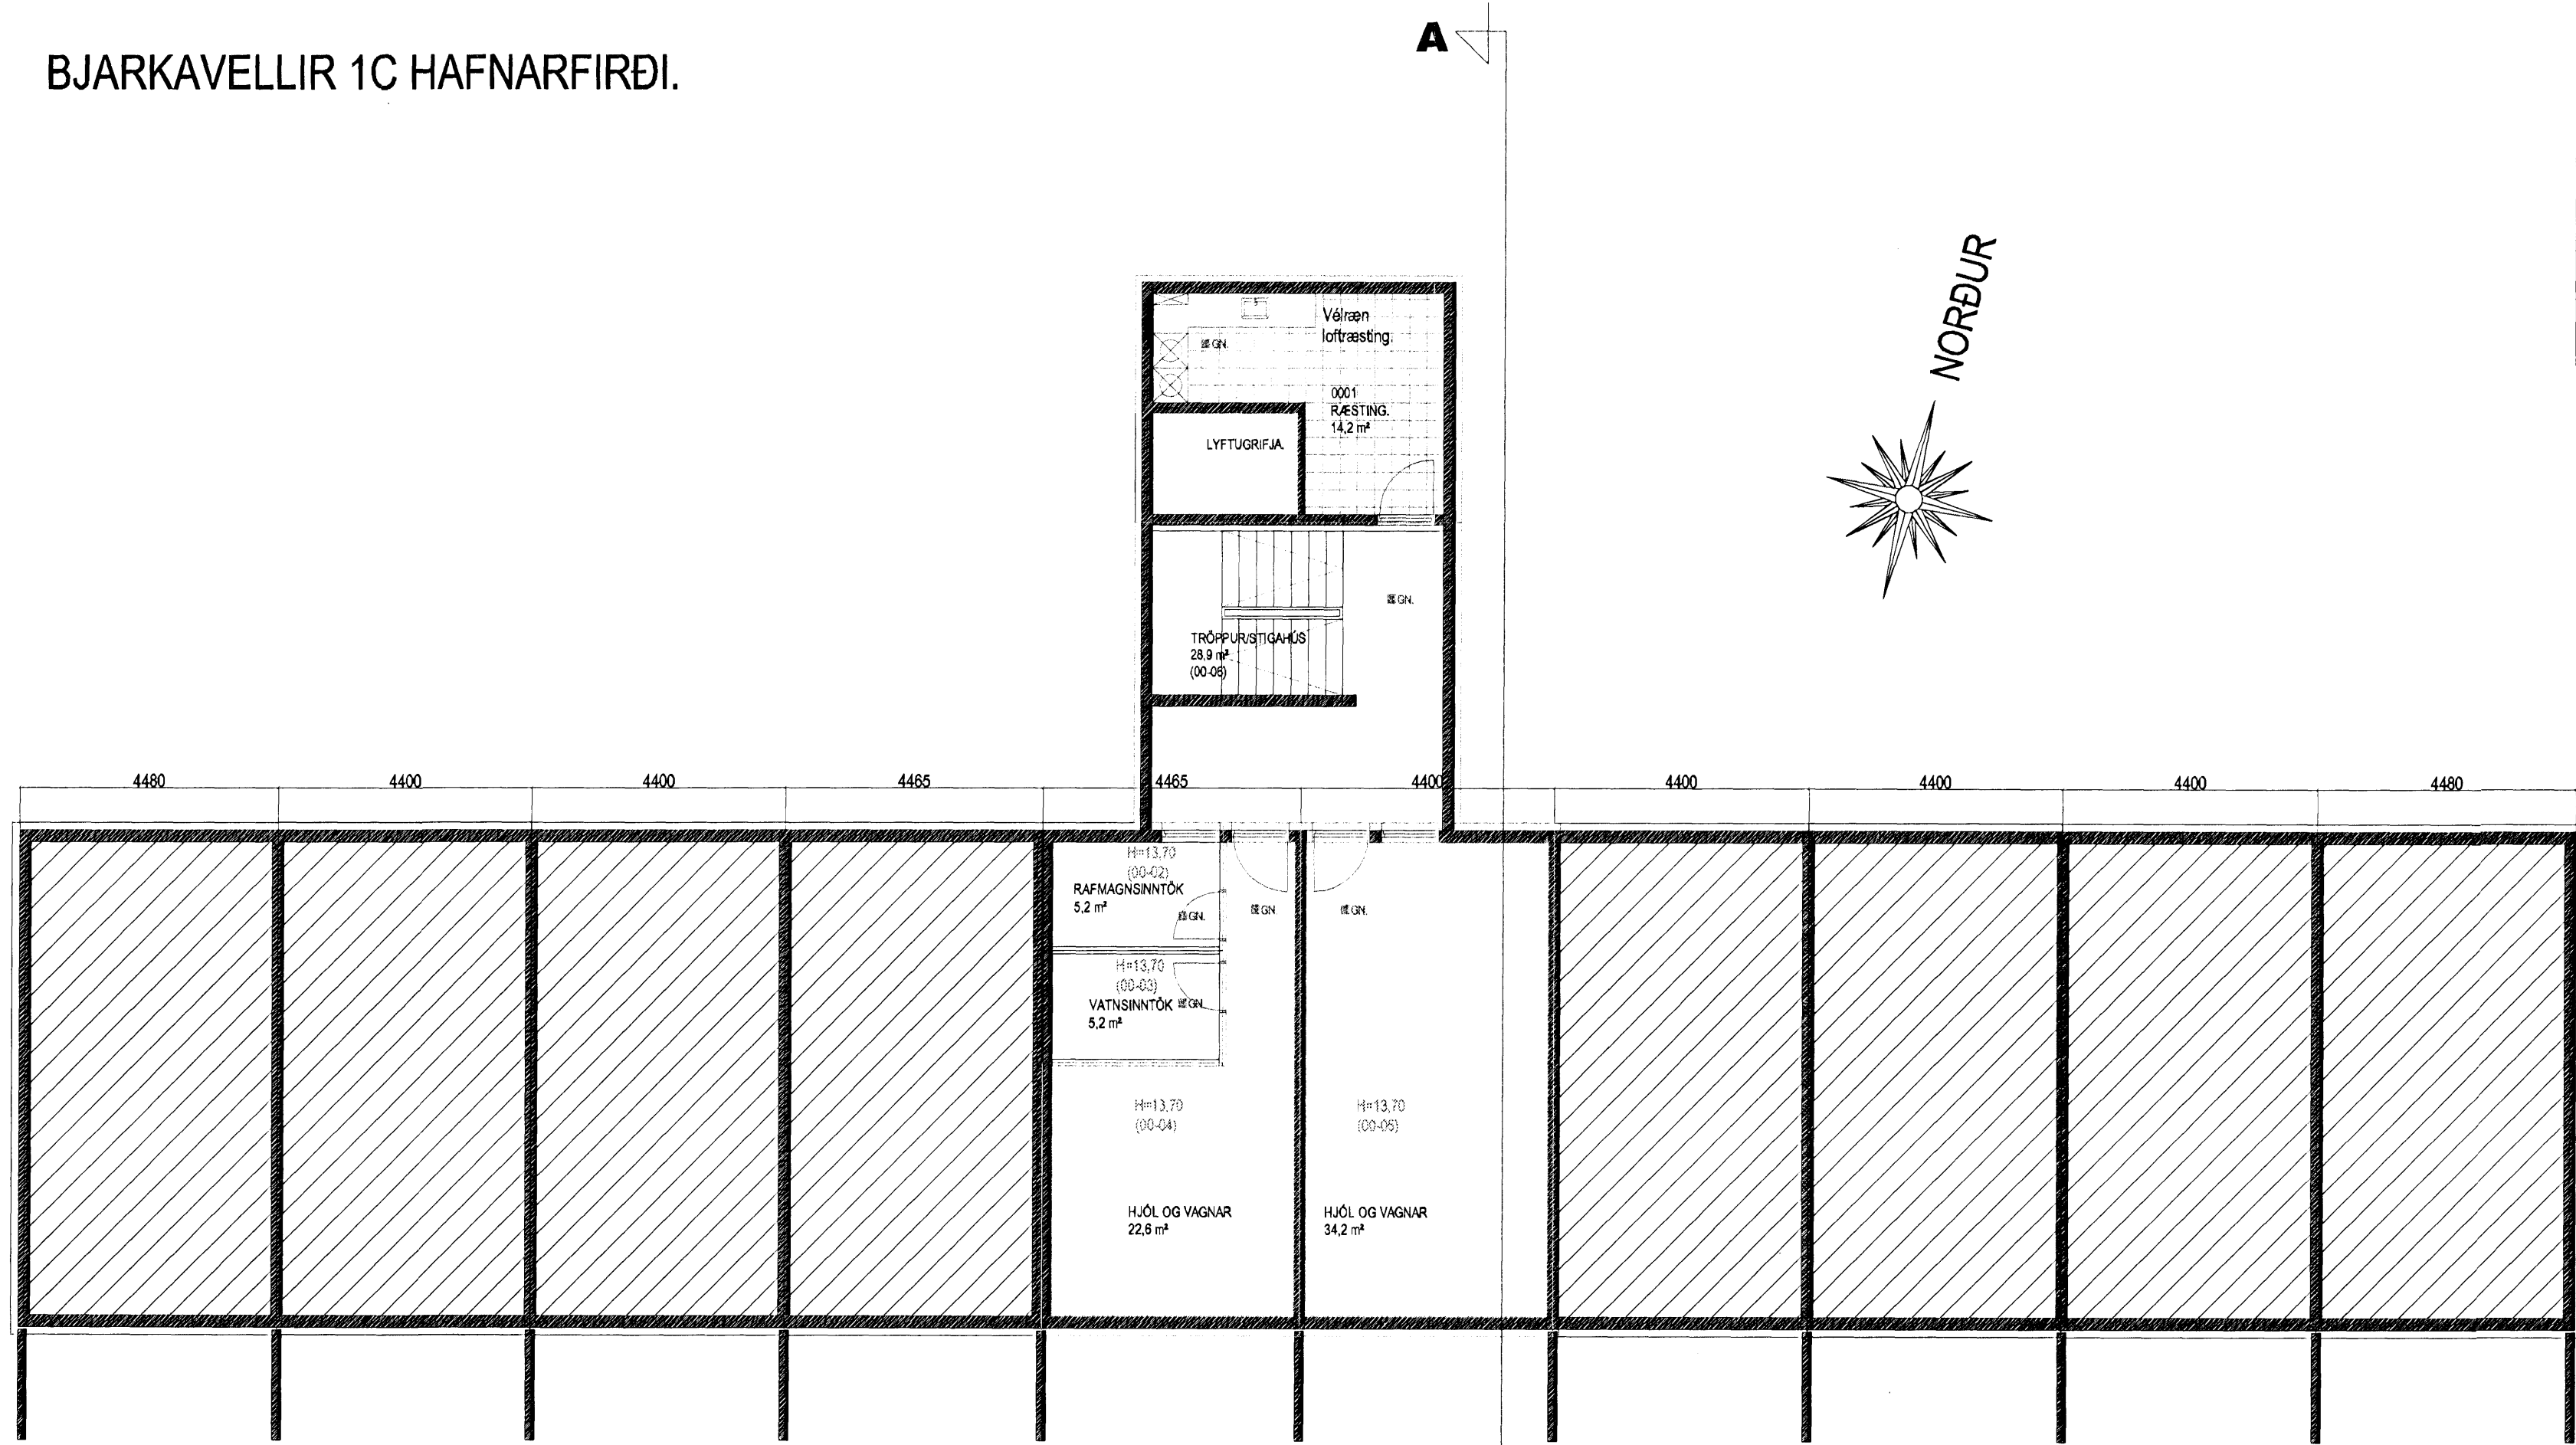 BJARKAVELLIR 1C HAFNARFIRÐI.
A
NORÐUR
Vélræn
loftræsting.
GN.
0001
RÆSTING.
14,2 m²
LYFTUGRIFJA.
GN.
TRÖPPUR/STIGAHÚS
28,9 m²
(00-06)
4480
4400
4400
4465
4465
4400
4400
4400
4400
4480
H=13,70
(00-02)
RAFMAGNSINNTÖK
5,2 m²
GN.
GN.
GN.
H=13,70
(00-03)
VATNSINNTÖK
GN.
5,2 m²
H=13,70
(00-04)
H=13,70
(00-05)
HJÓL OG VAGNAR
22,6 m²
HJÓL OG VAGNAR
34,2 m²